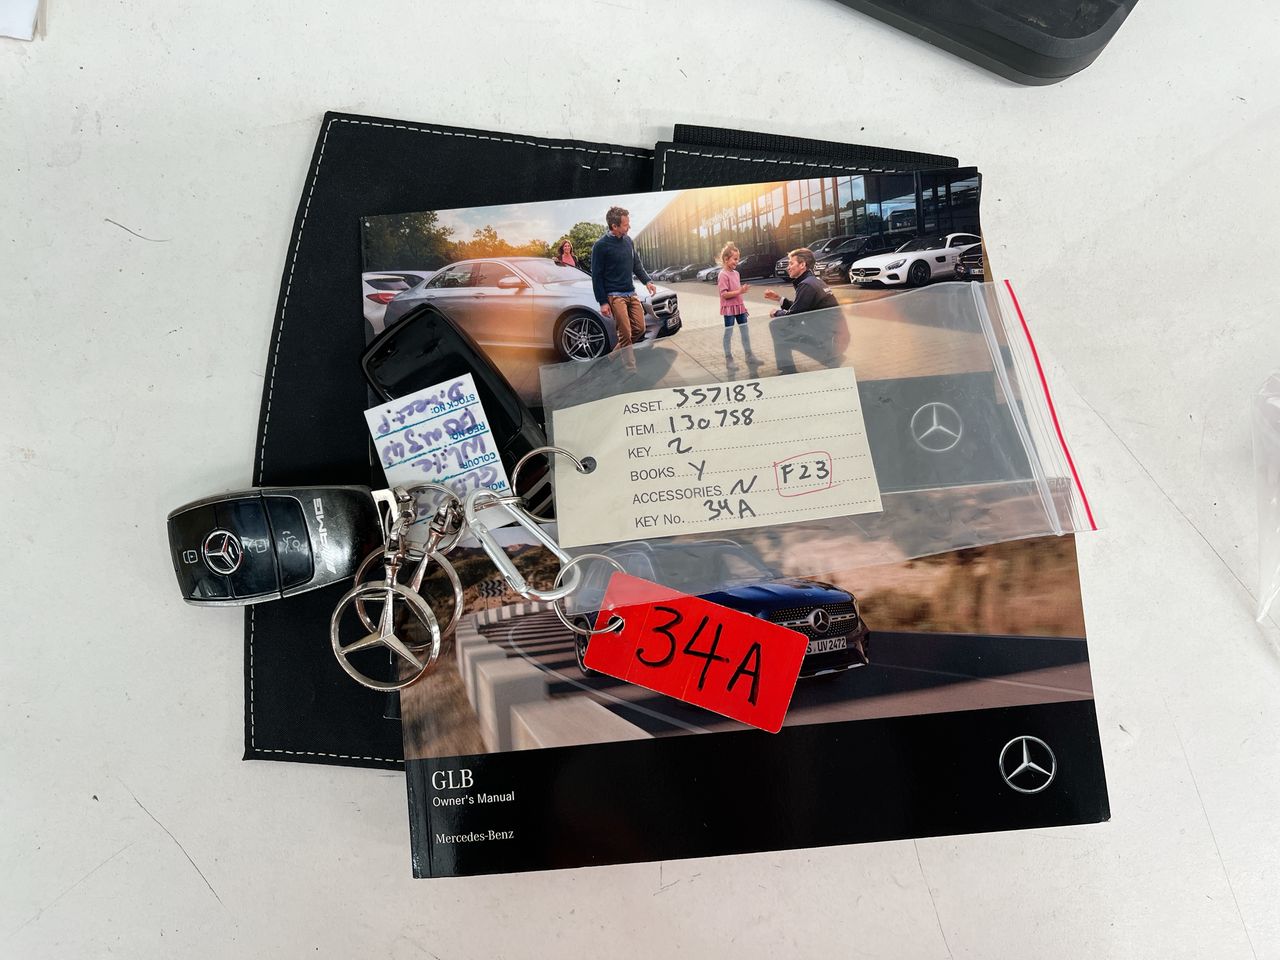 ASSET 357183
ITEM 130758
KEY 2
BOOKS Y
ACCESSORIES N
F23
KEY No. 34A
34A
STOCK NO:
REG NO:
White
COLOUR:
AMG
UV 2472
GLB
Owner's Manual
Mercedes-Benz